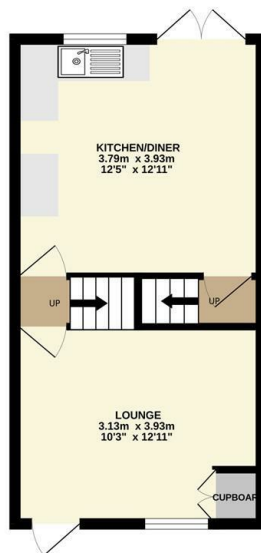 KITCHEN/DINER
3.79m x 3.93m
12'5" x 12'11"
UP
UP
LOUNGE
3.13m x 3.93m
10'3" x 12'11"
CUPBOAR